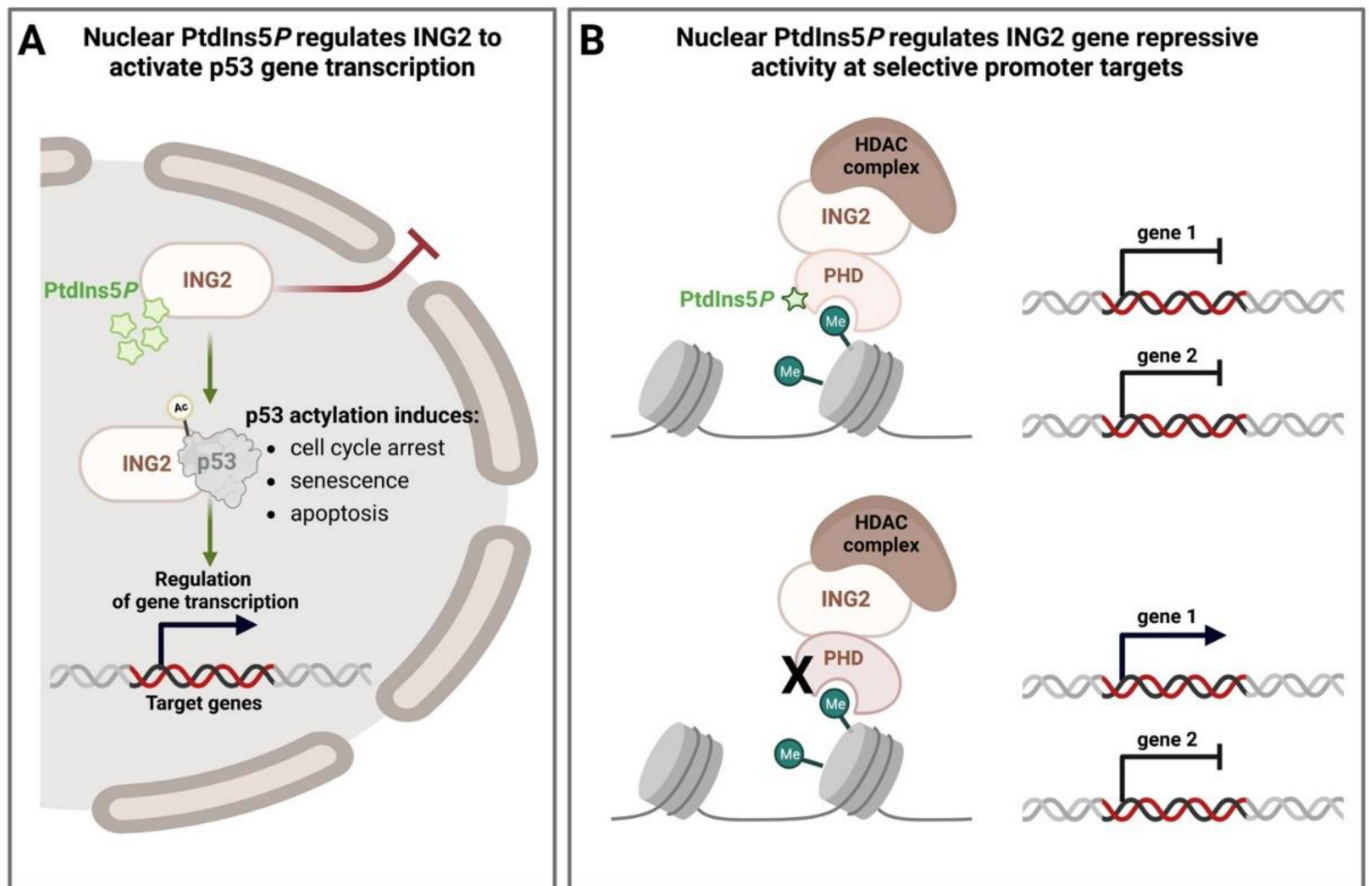 A
Nuclear PtdIns5P regulates ING2 to
activate p53 gene transcription
ING2
PtdIns5P
Ac
p53 actylation induces:
• cell cycle arrest
ING2
p53
• senescence
• apoptosis
Regulation
of gene transcription
Target genes
B
Nuclear PtdIns5P regulates ING2 gene repressive
activity at selective promoter targets
HDAC
complex
ING2
PHD
PtdIns5P
Me
Me
gene 1
gene 2
HDAC
complex
ING2
PHD
X
Me
Me
gene 1
gene 2